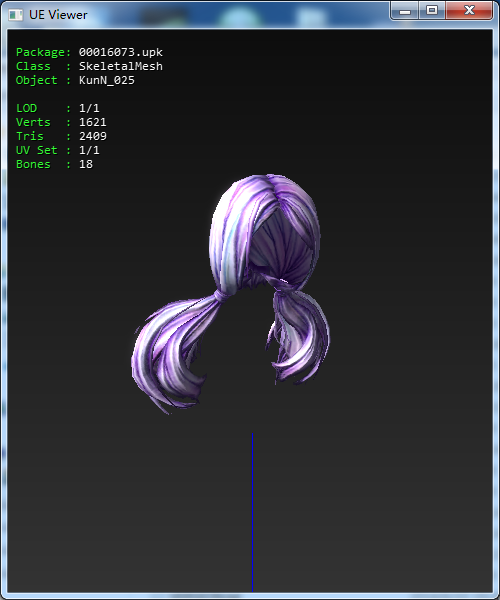 UE Viewer
Package: 00016073.upk
Class : SkeletalMesh
Object : KunN_025
LOD : 1/1
Verts : 1621
Tris : 2409
UV Set : 1/1
Bones : 18